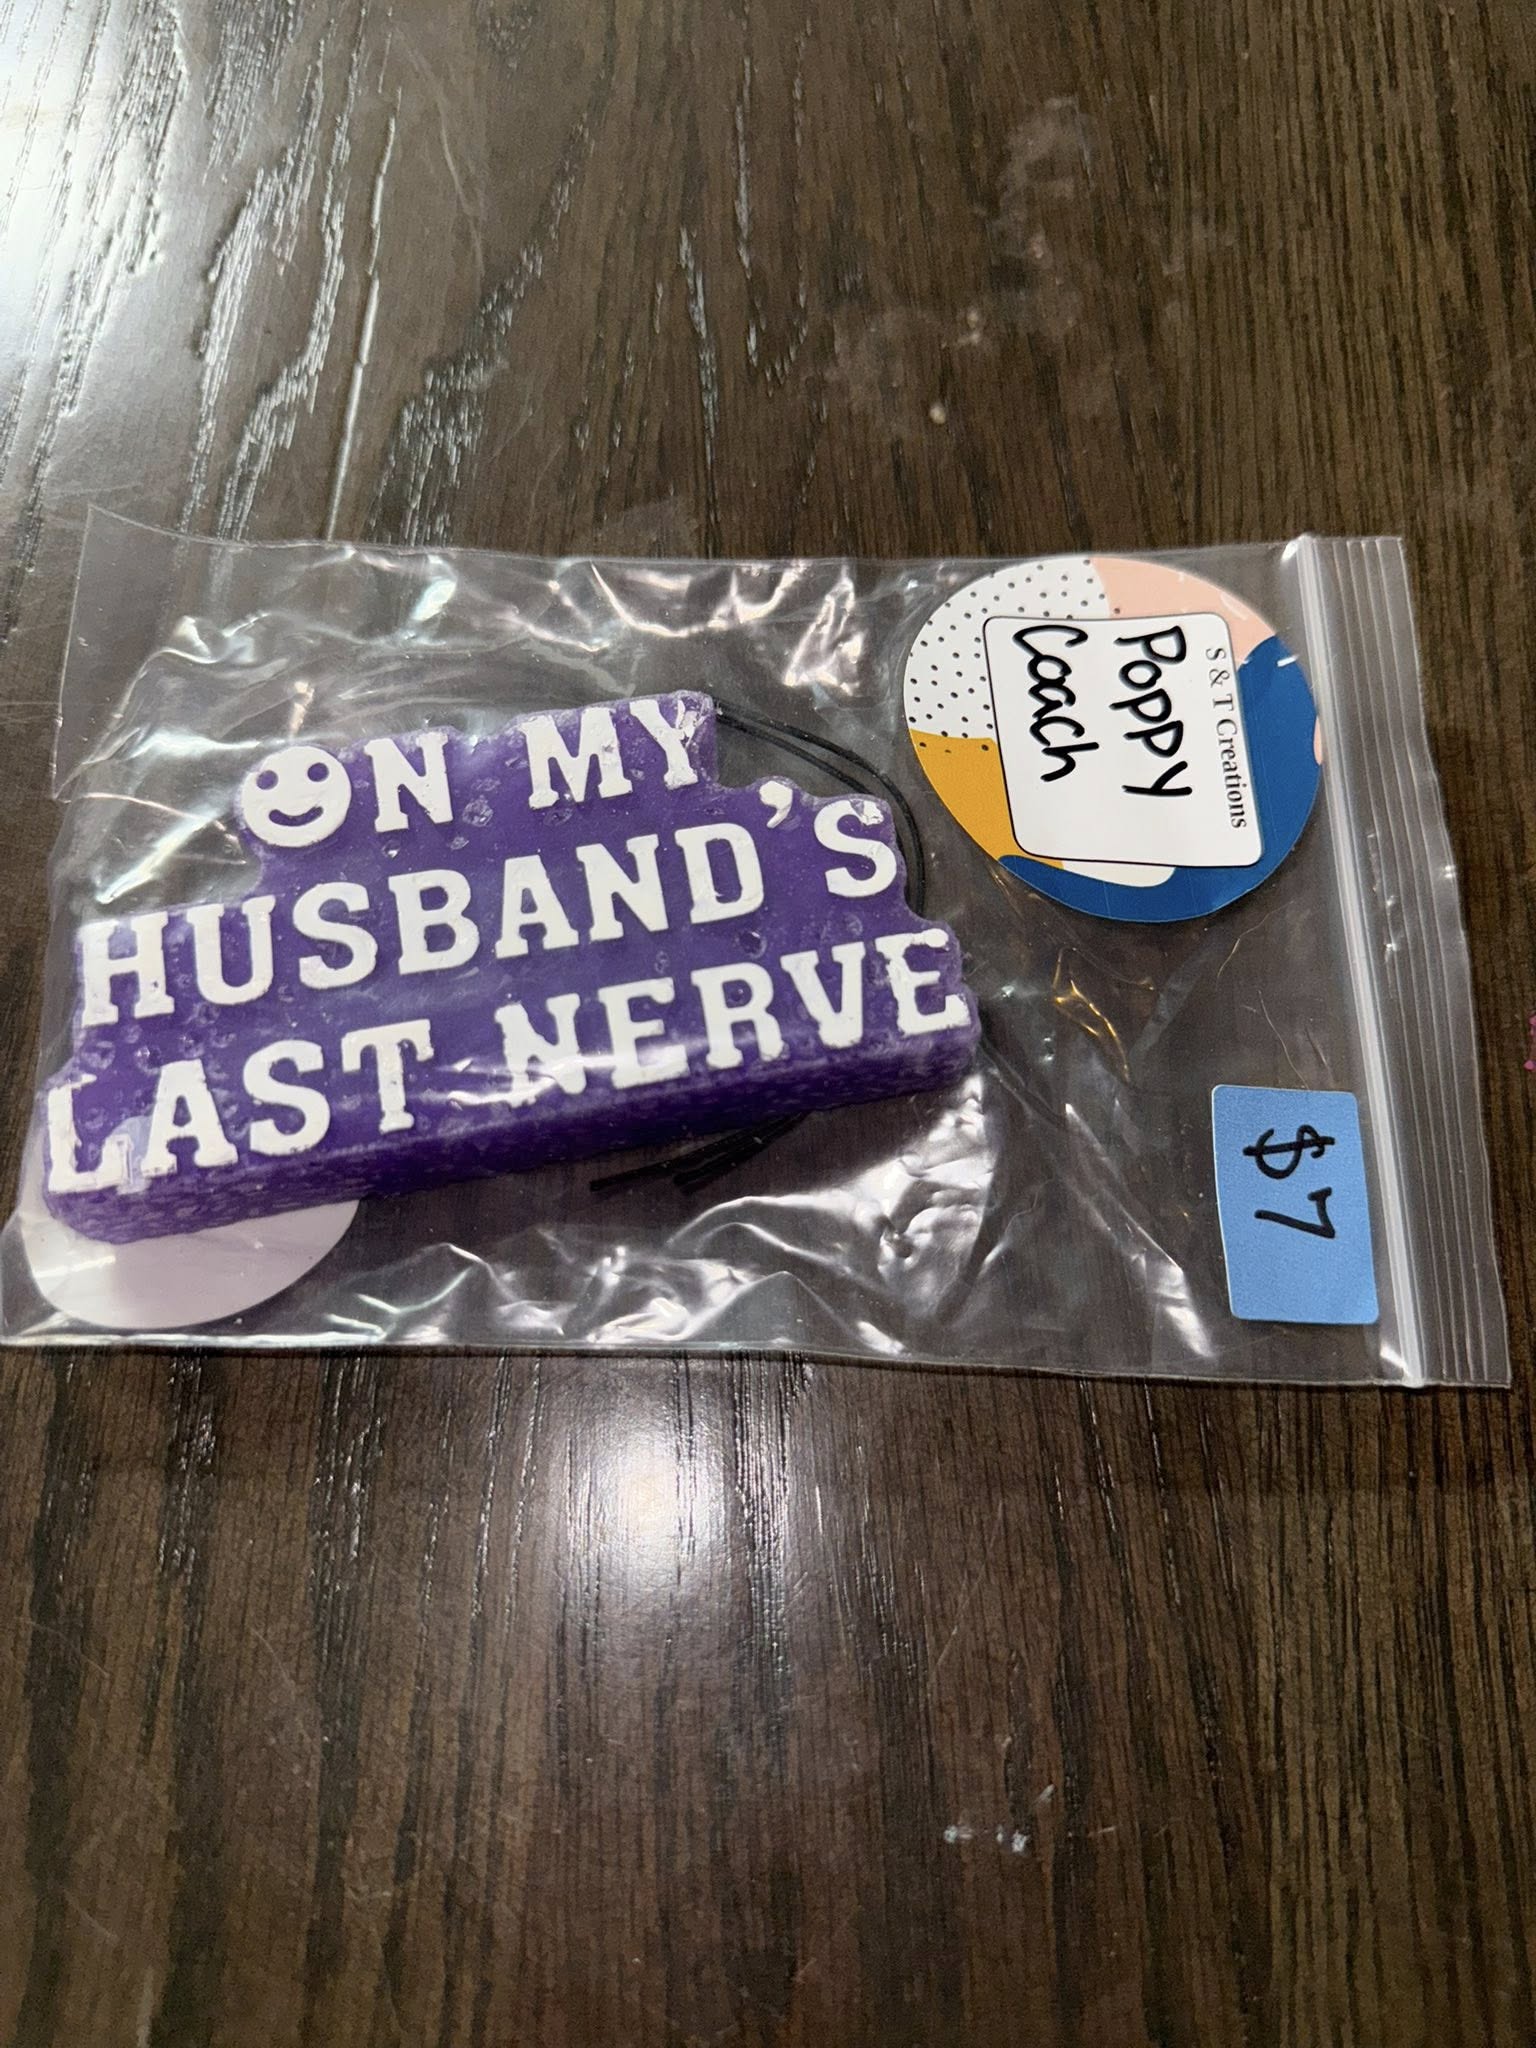 ON MY
HUSBAND'S
LAST NERVE
S & T Creations
Poppy
Coach
$7